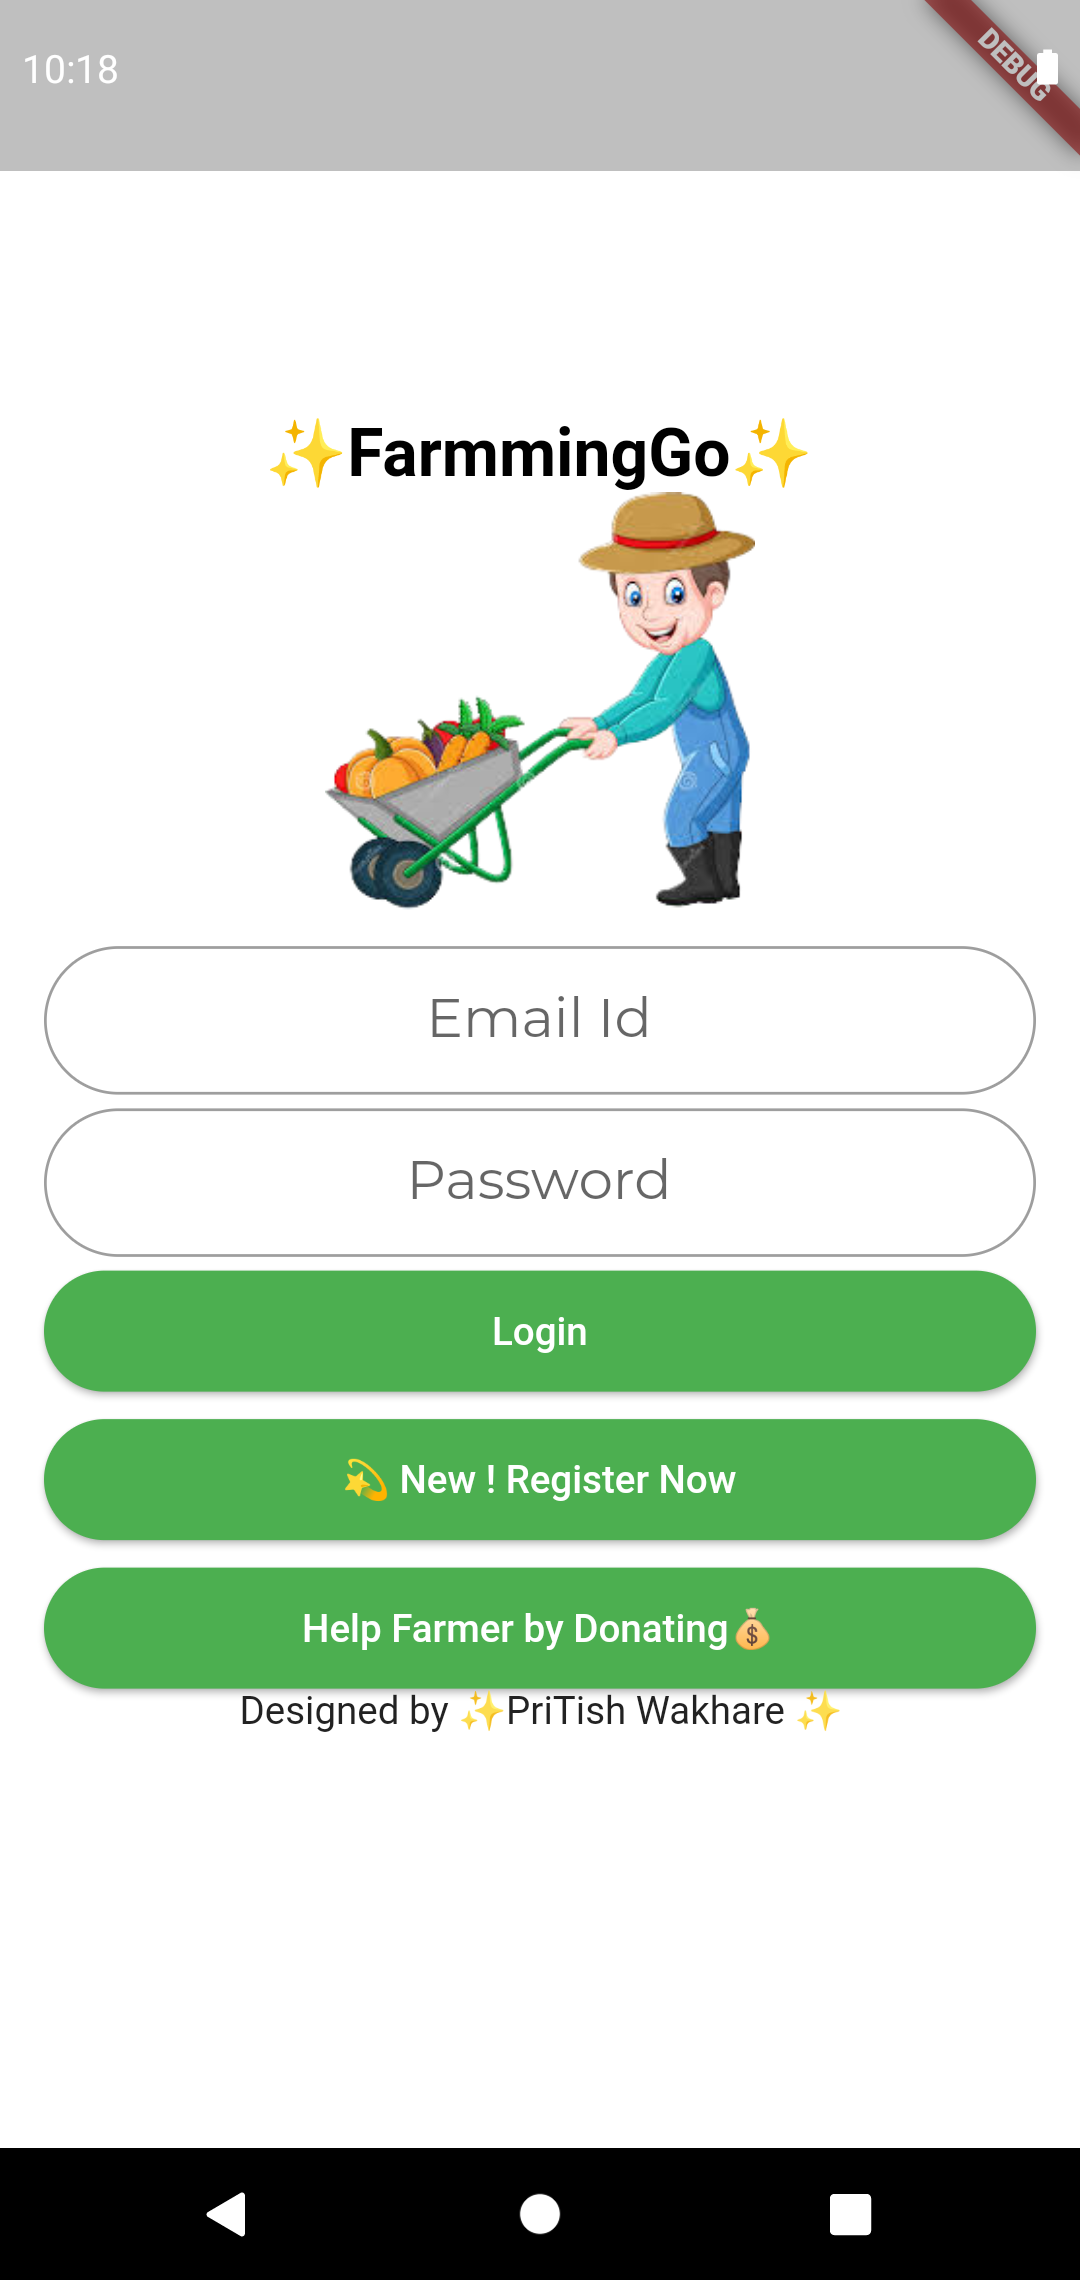 10:18
DEBUG
✨FarmmingGo✨
Email Id
Password
Login
💫 New ! Register Now
Help Farmer by Donating💰
Designed by ✨PriTish Wakhare ✨